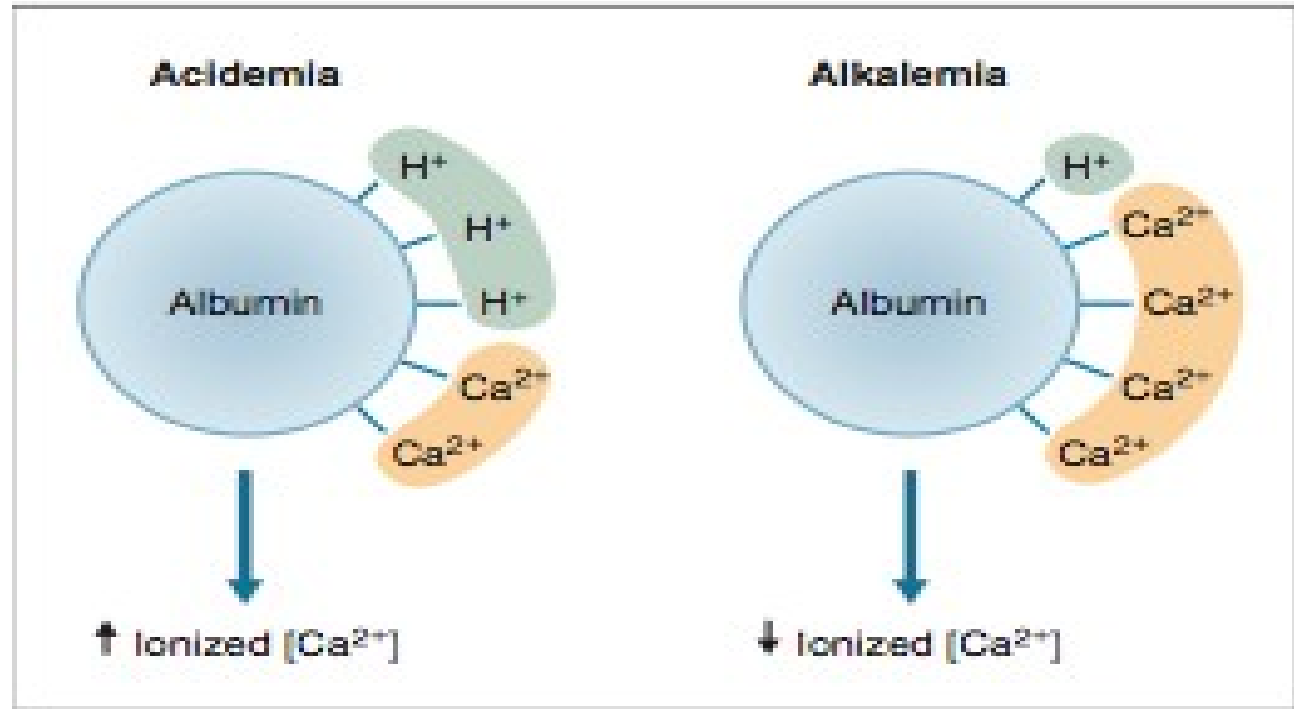 Acidemia
H⁺
H⁺
H⁺
Albumin
Ca²⁺
Ca²⁺
↑ Ionized [Ca²⁺]
Alkalemia
H⁺
Ca²⁺
Ca²⁺
Albumin
Ca²⁺
Ca²⁺
↓ Ionized [Ca²⁺]